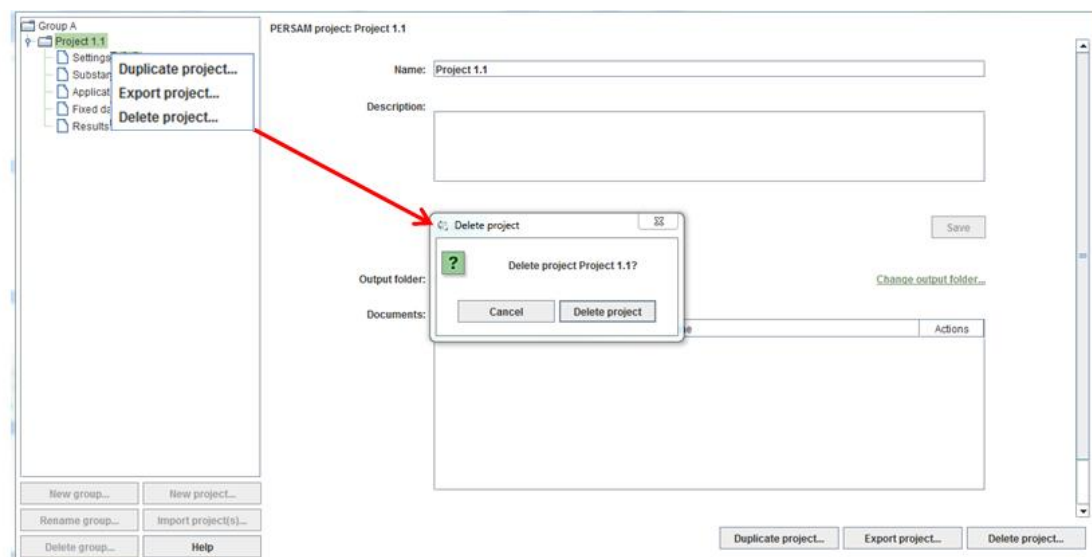 Group A
Project 1.1
Settings
Duplicate project...
Export project...
Delete project...
Fixed da
Results
PERSAM project: Project 1.1
Name: Project 1.1
Description:
Save
Delete project
?
Delete project Project 1.1?
Cancel
Delete project
Output folder:
Change output folder...
Documents:
Actions
New group...
New project...
Rename group...
Import project(s)...
Delete group...
Help
Duplicate project...
Export project...
Delete project...